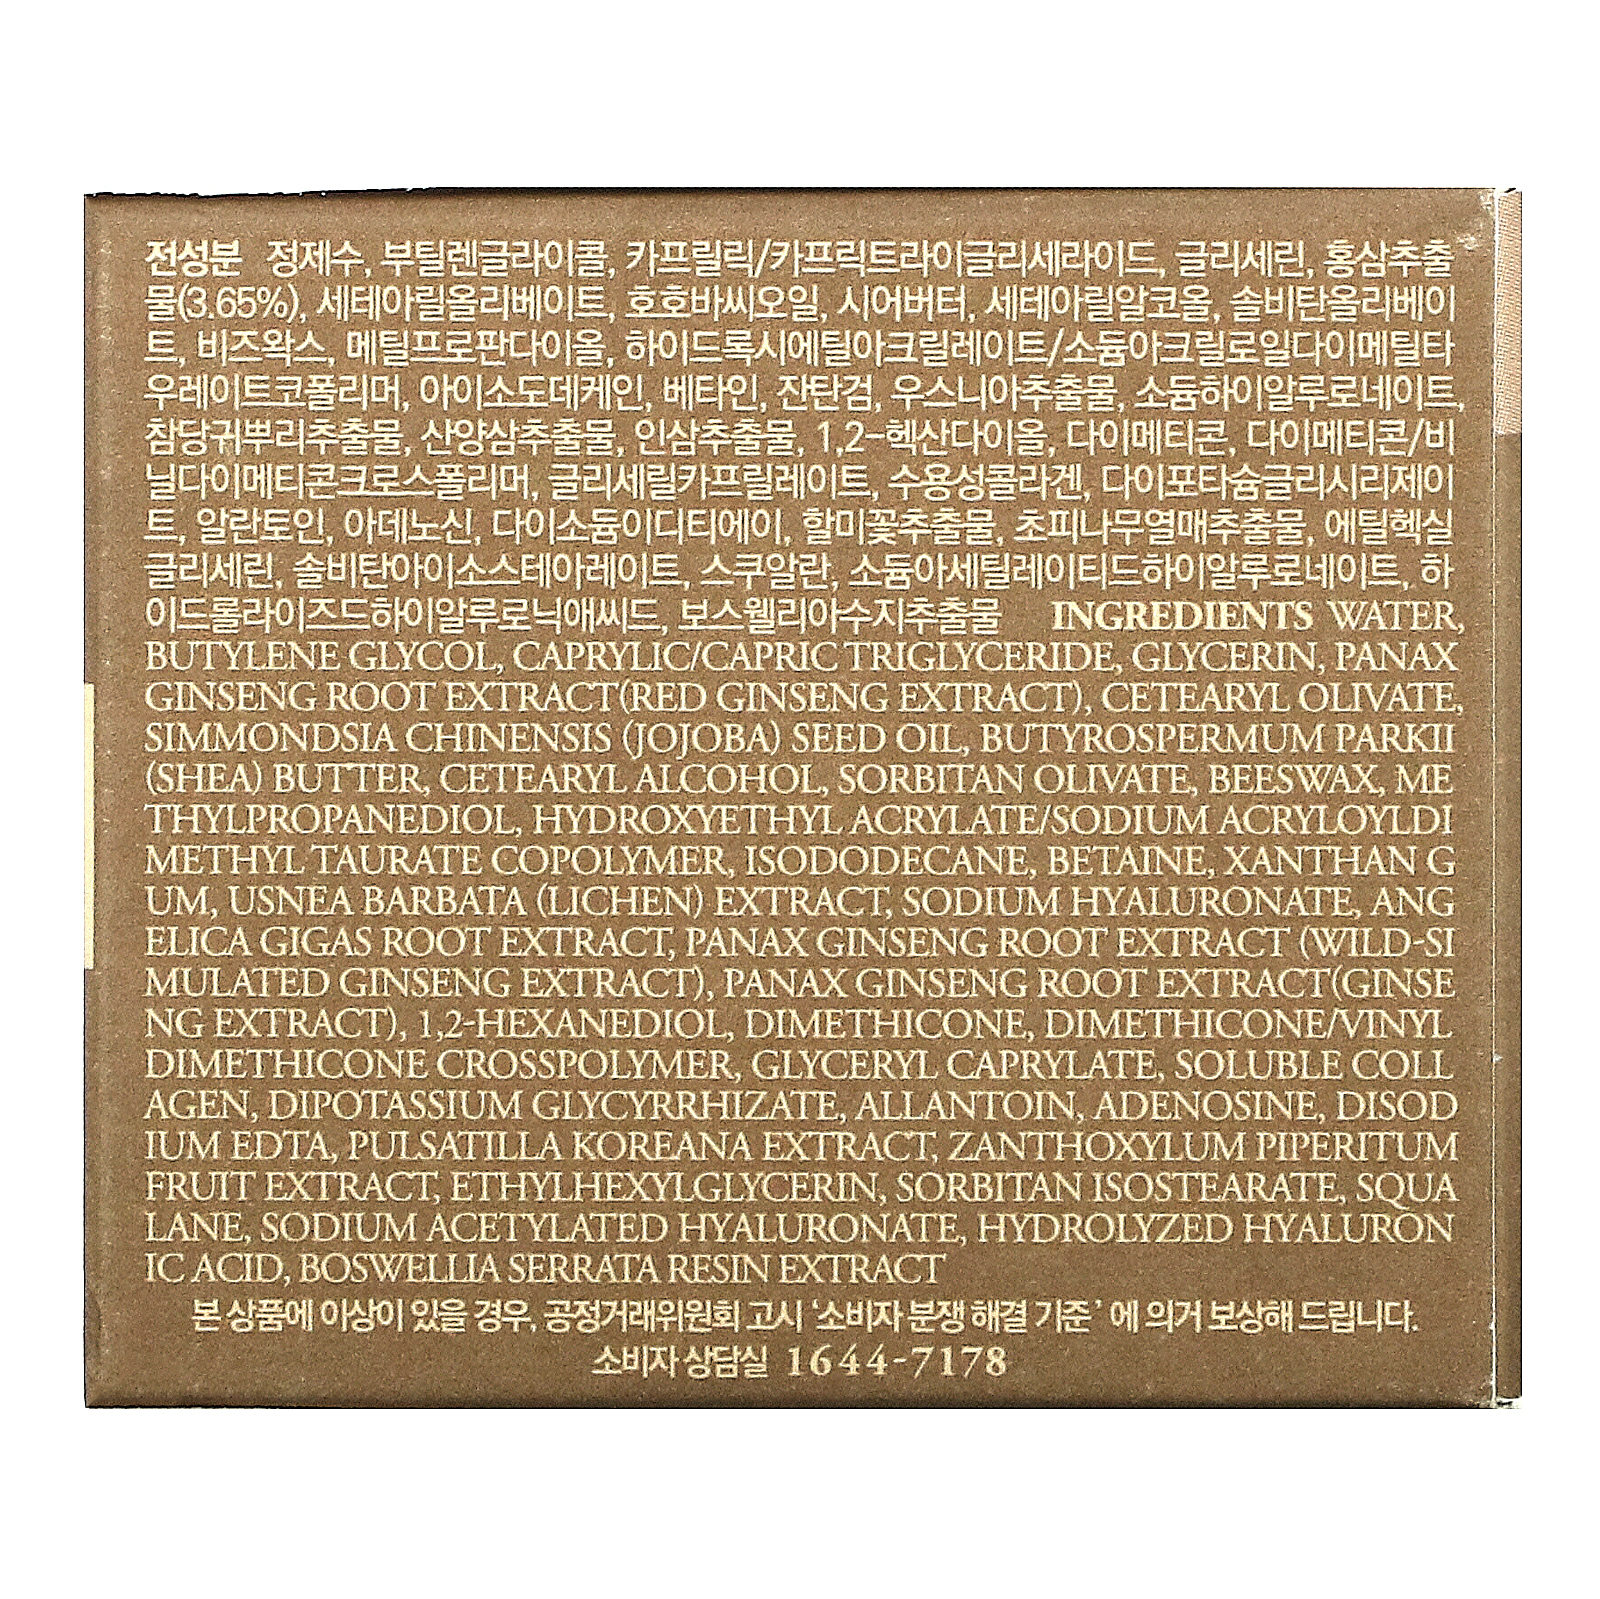 전성분 정제수, 부틸렌글라이콜, 카프릴릭/카프릭트라이글리세라이드, 글리세린, 홍삼추출
물(3.65%), 세테아릴올리베이트, 호호바씨오일, 시어버터, 세테아릴알코올, 솔비탄올리베이
트, 비즈왁스, 메틸프로판다이올, 하이드록시에틸아크릴레이트/소듐아크릴로일다이메틸타
우레이트코폴리머, 아이소도데케인, 베타인, 잔탄검, 우스니아추출물, 소듐하이알루로네이트,
참당귀뿌리추출물, 산양삼추출물, 인삼추출물, 1,2-헥산다이올, 다이메티콘, 다이메티콘/비
닐다이메티콘크로스폴리머, 글리세릴카프릴레이트, 수용성콜라겐, 다이포타슘글리시리제이
트, 알란토인, 아데노신, 다이소듐이디티에이, 할미꽃추출물, 초피나무열매추출물, 에틸헥실
글리세린, 솔비탄아이소스테아레이트, 스쿠알란, 소듐아세틸레이티드하이알루로네이트, 하
이드롤라이즈드하이알루로닉애씨드, 보스웰리아수지추출물 INGREDIENTS WATER,
BUTYLENE GLYCOL, CAPRYLIC/CAPRIC TRIGLYCERIDE, GLYCERIN, PANAX
GINSENG ROOT EXTRACT(RED GINSENG EXTRACT), CETEARYL OLIVATE,
SIMMONDSIA CHINENSIS (JOJOBA) SEED OIL, BUTYROSPERMUM PARKII
(SHEA) BUTTER, CETEARYL ALCOHOL, SORBITAN OLIVATE, BEESWAX, ME
THYLPROPANEDIOL, HYDROXYETHYL ACRYLATE/SODIUM ACRYLOYLDI
METHYL TAURATE COPOLYMER, ISODODECANE, BETAINE, XANTHAN G
UM, USNEA BARBATA (LICHEN) EXTRACT, SODIUM HYALURONATE, ANG
ELICA GIGAS ROOT EXTRACT, PANAX GINSENG ROOT EXTRACT (WILD-SI
MULATED GINSENG EXTRACT), PANAX GINSENG ROOT EXTRACT(GINSE
NG EXTRACT), 1,2-HEXANEDIOL, DIMETHICONE, DIMETHICONE/VINYL
DIMETHICONE CROSSPOLYMER, GLYCERYL CAPRYLATE, SOLUBLE COLL
AGEN, DIPOTASSIUM GLYCYRRHIZATE, ALLANTOIN, ADENOSINE, DISOD
IUM EDTA, PULSATILLA KOREANA EXTRACT, ZANTHOXYLUM PIPERITUM
FRUIT EXTRACT, ETHYLHEXYLGLYCERIN, SORBITAN ISOSTEARATE, SQUA
LANE, SODIUM ACETYLATED HYALURONATE, HYDROLYZED HYALURON
IC ACID, BOSWELLIA SERRATA RESIN EXTRACT
본 상품에 이상이 있을 경우, 공정거래위원회 고시 '소비자 분쟁 해결 기준' 에 의거 보상해 드립니다.
소비자 상담실 1644-7178